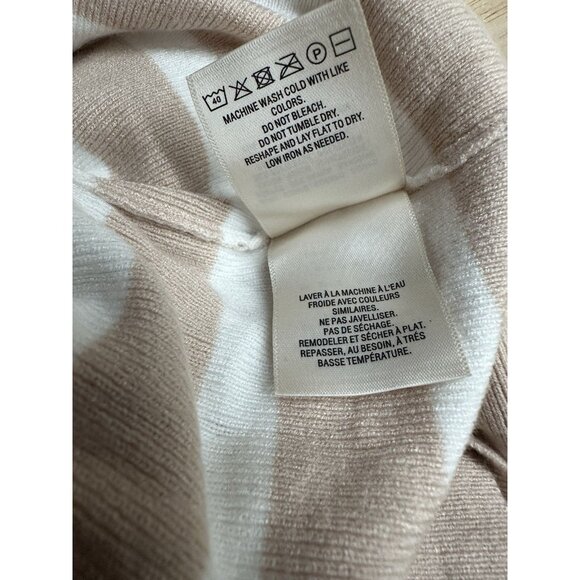 40 P
MACHINE WASH COLD WITH LIKE
COLORS.
DO NOT BLEACH.
DO NOT TUMBLE DRY.
RESHAPE AND LAY FLAT TO DRY.
LOW IRON AS NEEDED.
LAVER À LA MACHINE À L'EAU
FROIDE AVEC COULEURS
SIMILAIRES.
NE PAS JAVELLISER.
PAS DE SÉCHAGE.
REMODELER ET SÉCHER À PLAT.
REPASSER, AU BESOIN, À TRÈS
BASSE TEMPÉRATURE.